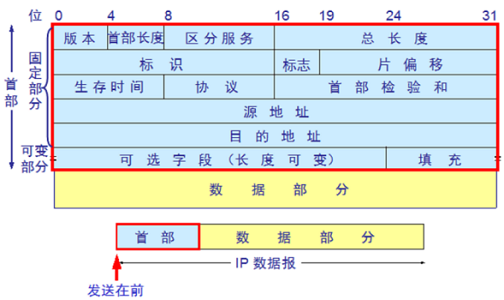 位 0 4 8 16 19 24 31
版本 首部长度 区分服务 总长度
标识 标志 片偏移
生存时间 协议 首部检验和
源地址
目的地址
可选字段（长度可变） 填充
数据部分
首部
固定部分
可变部分
首部 数据部分
IP 数据报
发送在前